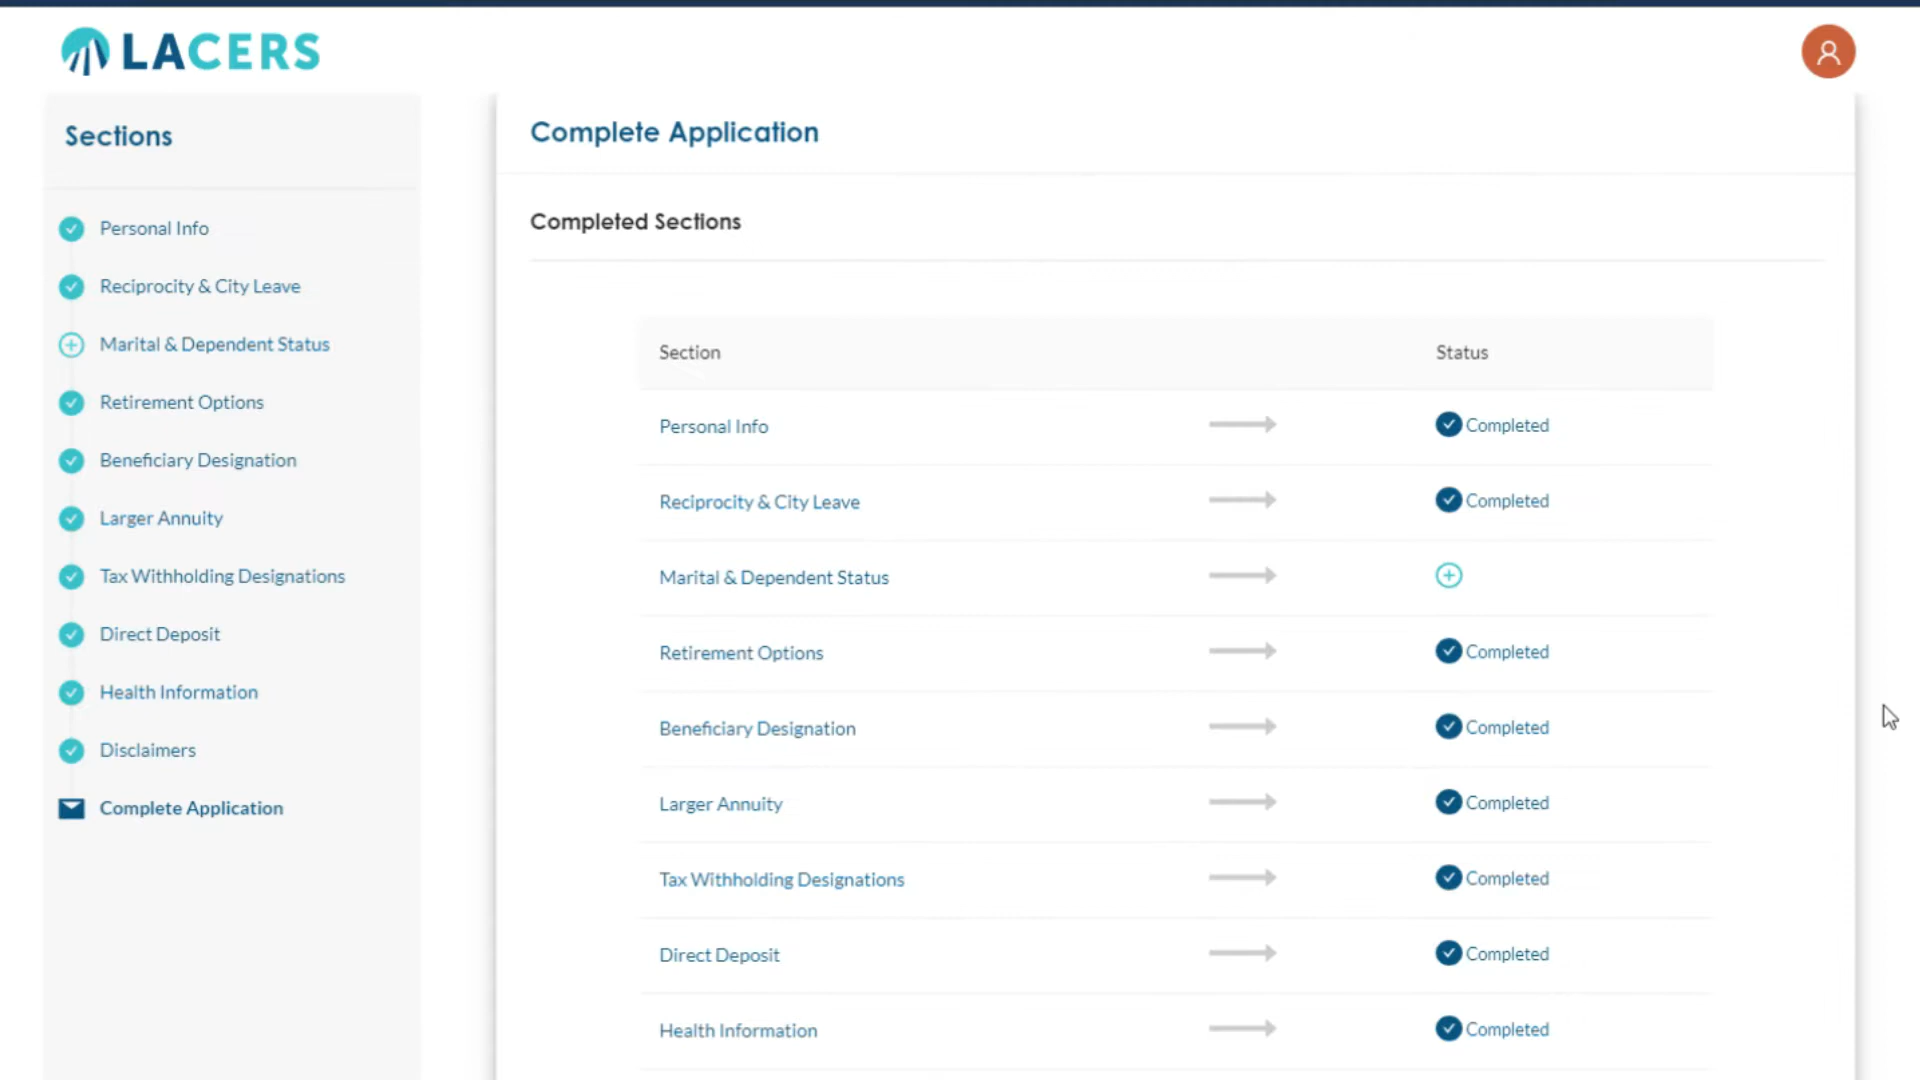 LACERS
Sections
Personal Info
Reciprocity & City Leave
Marital & Dependent Status
Retirement Options
Beneficiary Designation
Larger Annuity
Tax Withholding Designations
Direct Deposit
Health Information
Disclaimers
Complete Application
Complete Application
Completed Sections
Section Status
Personal Info Completed
Reciprocity & City Leave Completed
Marital & Dependent Status
Retirement Options Completed
Beneficiary Designation Completed
Larger Annuity Completed
Tax Withholding Designations Completed
Direct Deposit Completed
Health Information Completed